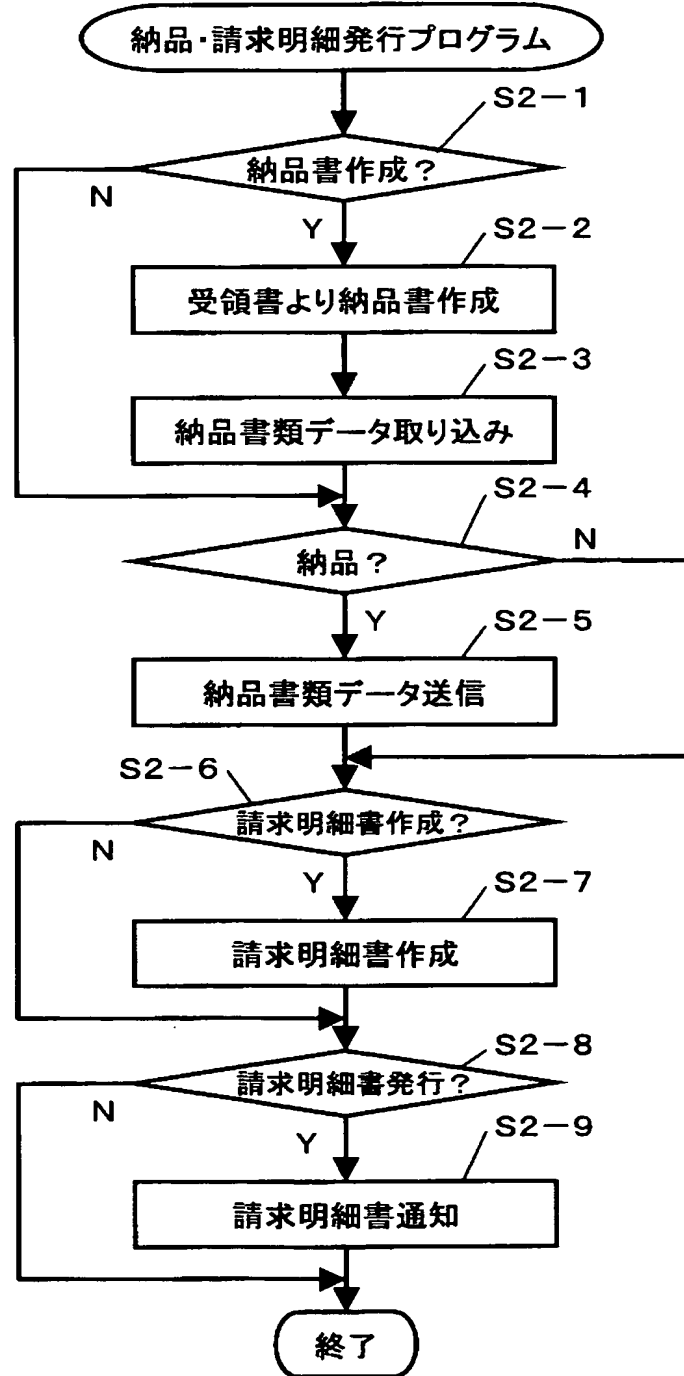 納品・請求明細発行プログラム
S2-1
納品書作成？
N
Y
S2-2
受領書より納品書作成
S2-3
納品書類データ取り込み
S2-4
納品？
N
Y
S2-5
納品書類データ送信
S2-6
請求明細書作成？
N
Y
S2-7
請求明細書作成
S2-8
請求明細書発行？
N
Y
S2-9
請求明細書通知
終了